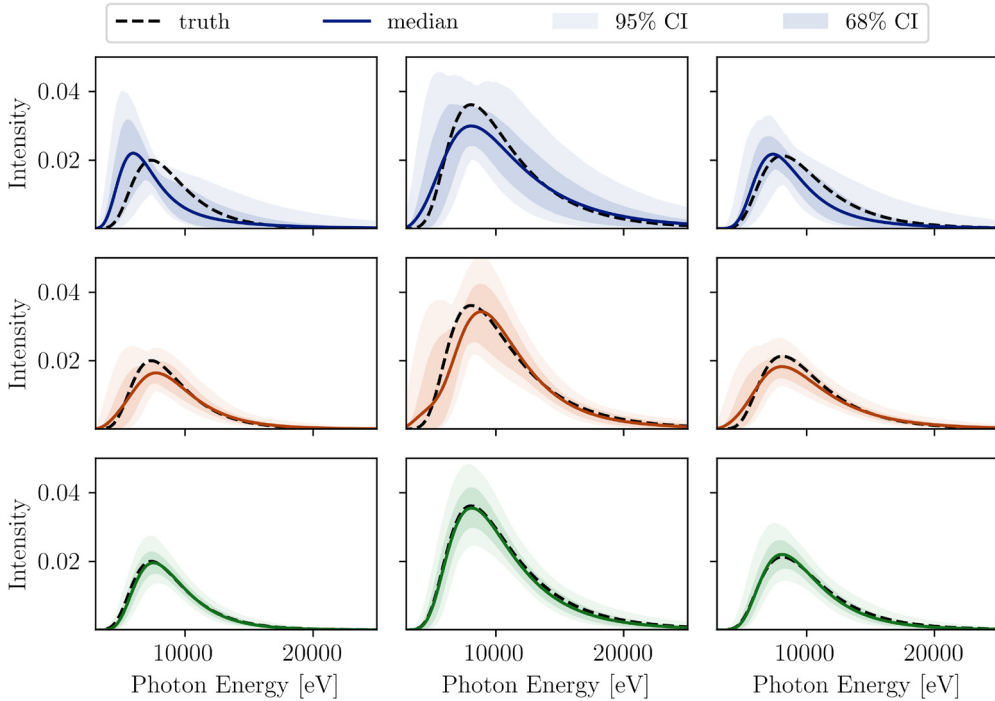 truth median 95% CI 68% CI
Intensity
0.04
0.02
Intensity
0.04
0.02
Intensity
0.04
0.02
10000 20000 10000 20000 10000 20000
Photon Energy [eV] Photon Energy [eV] Photon Energy [eV]